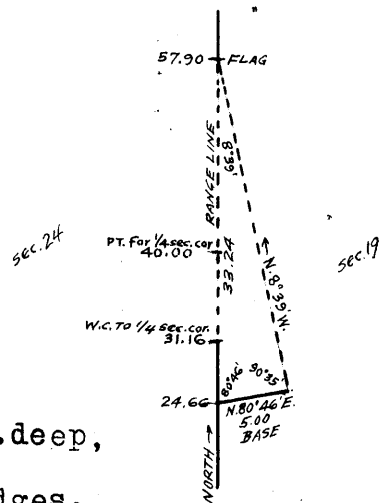 57.90 FLAG
RANGE LINE
8°39'
sec.24
PT. For 1/4 sec. cor.
40.00
33.24
N.8°39'W.
sec.19
W.C. TO 1/4 sec. cor.
31.16
80°46'
90°35'
24.66
N.80°46'E.
5.00
BASE
NORTH →
.deep,
dges.